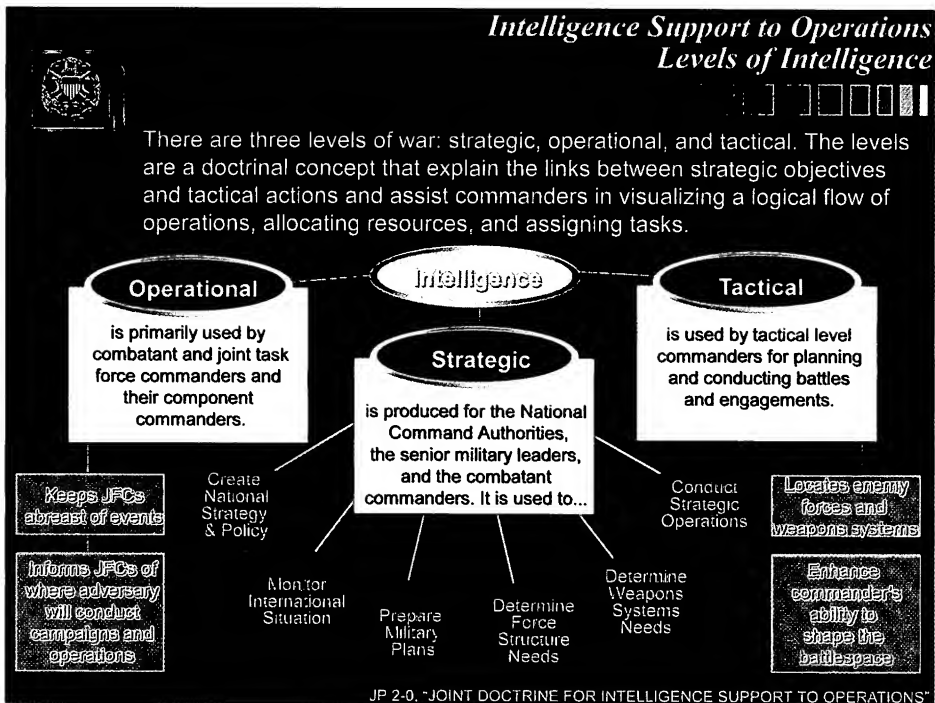 Intelligence Support to Operations
Levels of Intelligence
There are three levels of war: strategic, operational, and tactical. The levels
are a doctrinal concept that explain the links between strategic objectives
and tactical actions and assist commanders in visualizing a logical flow of
operations, allocating resources, and assigning tasks.
Intelligence
Operational
is primarily used by
combatant and joint task
force commanders and
their component
commanders.
Keeps JFCs
abreast of events
Informs JFCs of
where adversary
will conduct
campaigns and
operations
Strategic
is produced for the National
Command Authorities,
the senior military leaders,
and the combatant
commanders. It is used to...
Create
National
Strategy
& Policy
Monitor
International
Situation
Prepare
Military
Plans
Determine
Force
Structure
Needs
Determine
Weapons
Systems
Needs
Conduct
Strategic
Operations
Tactical
is used by tactical level
commanders for planning
and conducting battles
and engagements.
Locates enemy
forces and
weapons systems
Enhance
commander's
ability to
shape the
battlespace
JP 2-0, "JOINT DOCTRINE FOR INTELLIGENCE SUPPORT TO OPERATIONS"